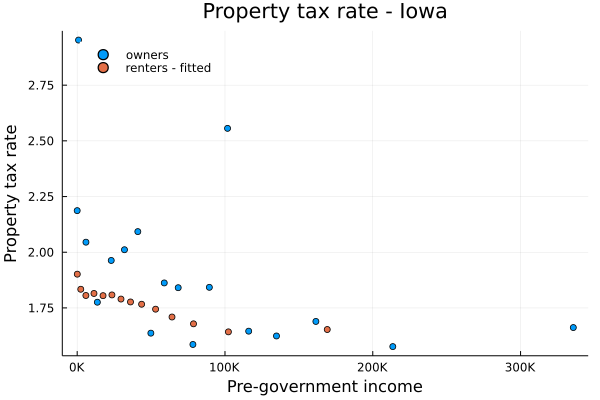 Property tax rate - Iowa
owners
renters - fitted
Property tax rate
2.75
2.50
2.25
2.00
1.75
0K 100K 200K 300K
Pre-government income